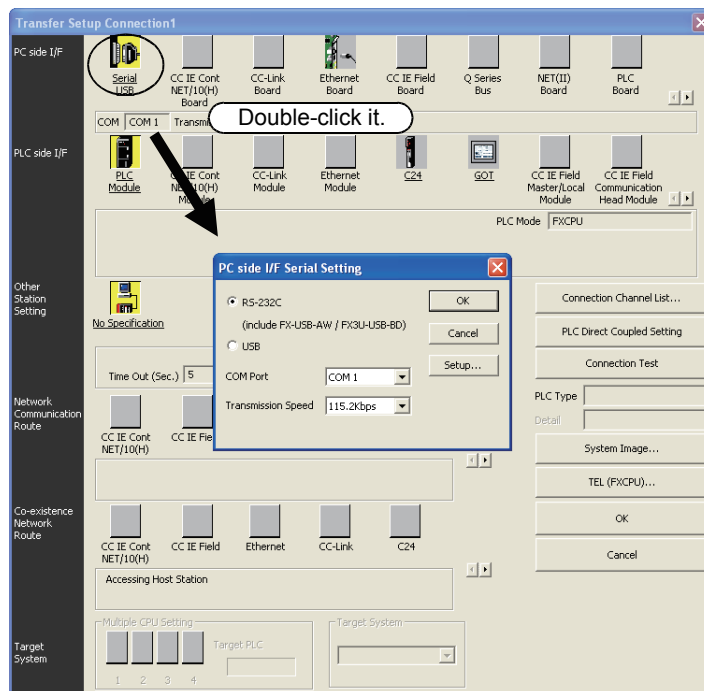 Transfer Setup Connection1
PC side I/F
Serial
USB
CC IE Cont
NET/10(H)
Board
CC-Link
Board
Ethernet
Board
CC IE Field
Board
Q Series
Bus
NET(II)
Board
PLC
Board
COM
COM 1
Double-click it.
PLC side I/F
PLC
Module
CC IE Cont
CC-Link
Module
Ethernet
Module
C24
GOT
CC IE Field
Master/Local
Module
CC IE Field
Communication
Head Module
PLC Mode
FXCPU
PC side I/F Serial Setting
RS-232C
(include FX-USB-AW / FX3U-USB-BD)
USB
COM Port
COM 1
Transmission Speed
115.2Kbps
OK
Cancel
Setup...
Other
Station
Setting
No Specification
Time Out (Sec.)
5
Connection Channel List...
PLC Direct Coupled Setting
Connection Test
PLC Type
Detail
System Image...
TEL (FXCPU)...
OK
Cancel
Network
Communication
Route
CC IE Cont
NET/10(H)
CC IE
Co-existence
Network
Route
CC IE Cont
NET/10(H)
CC IE Field
Ethernet
CC-Link
C24
Accessing Host Station
Target
System
Multiple CPU Setting
1
2
3
4
Target PLC
Target System